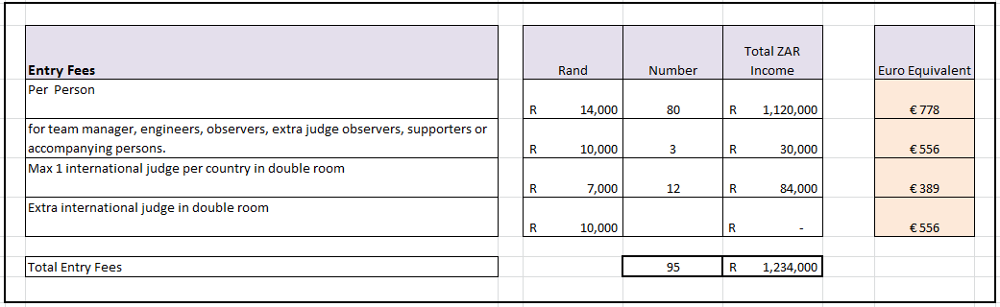 Total ZAR
Entry Fees Rand Number Income Euro Equivalent
Per Person
R 14,000 80 R 1,120,000 € 778
for team manager, engineers, observers, extra judge observers, supporters or
accompanying persons. R 10,000 3 R 30,000 € 556
Max 1 international judge per country in double room
R 7,000 12 R 84,000 € 389
Extra international judge in double room
R 10,000 R - € 556
Total Entry Fees 95 R 1,234,000